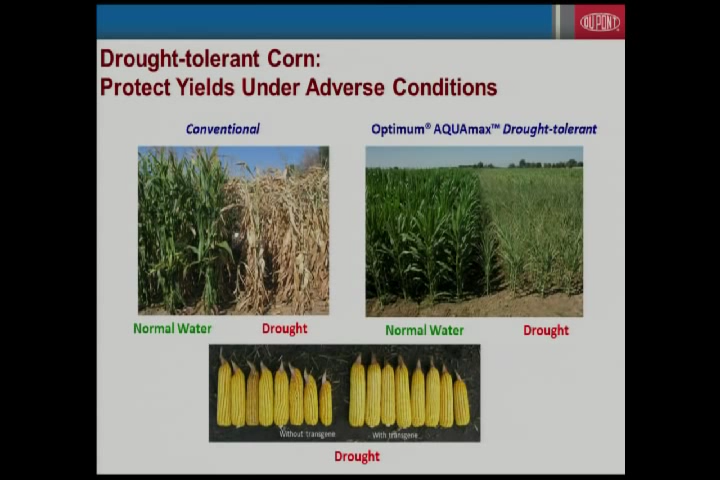 DUPONT
Drought-tolerant Corn:
Protect Yields Under Adverse Conditions
Conventional
Optimum® AQUAmax™ Drought-tolerant
Normal Water
Drought
Normal Water
Drought
Without transgene
With transgene
Drought